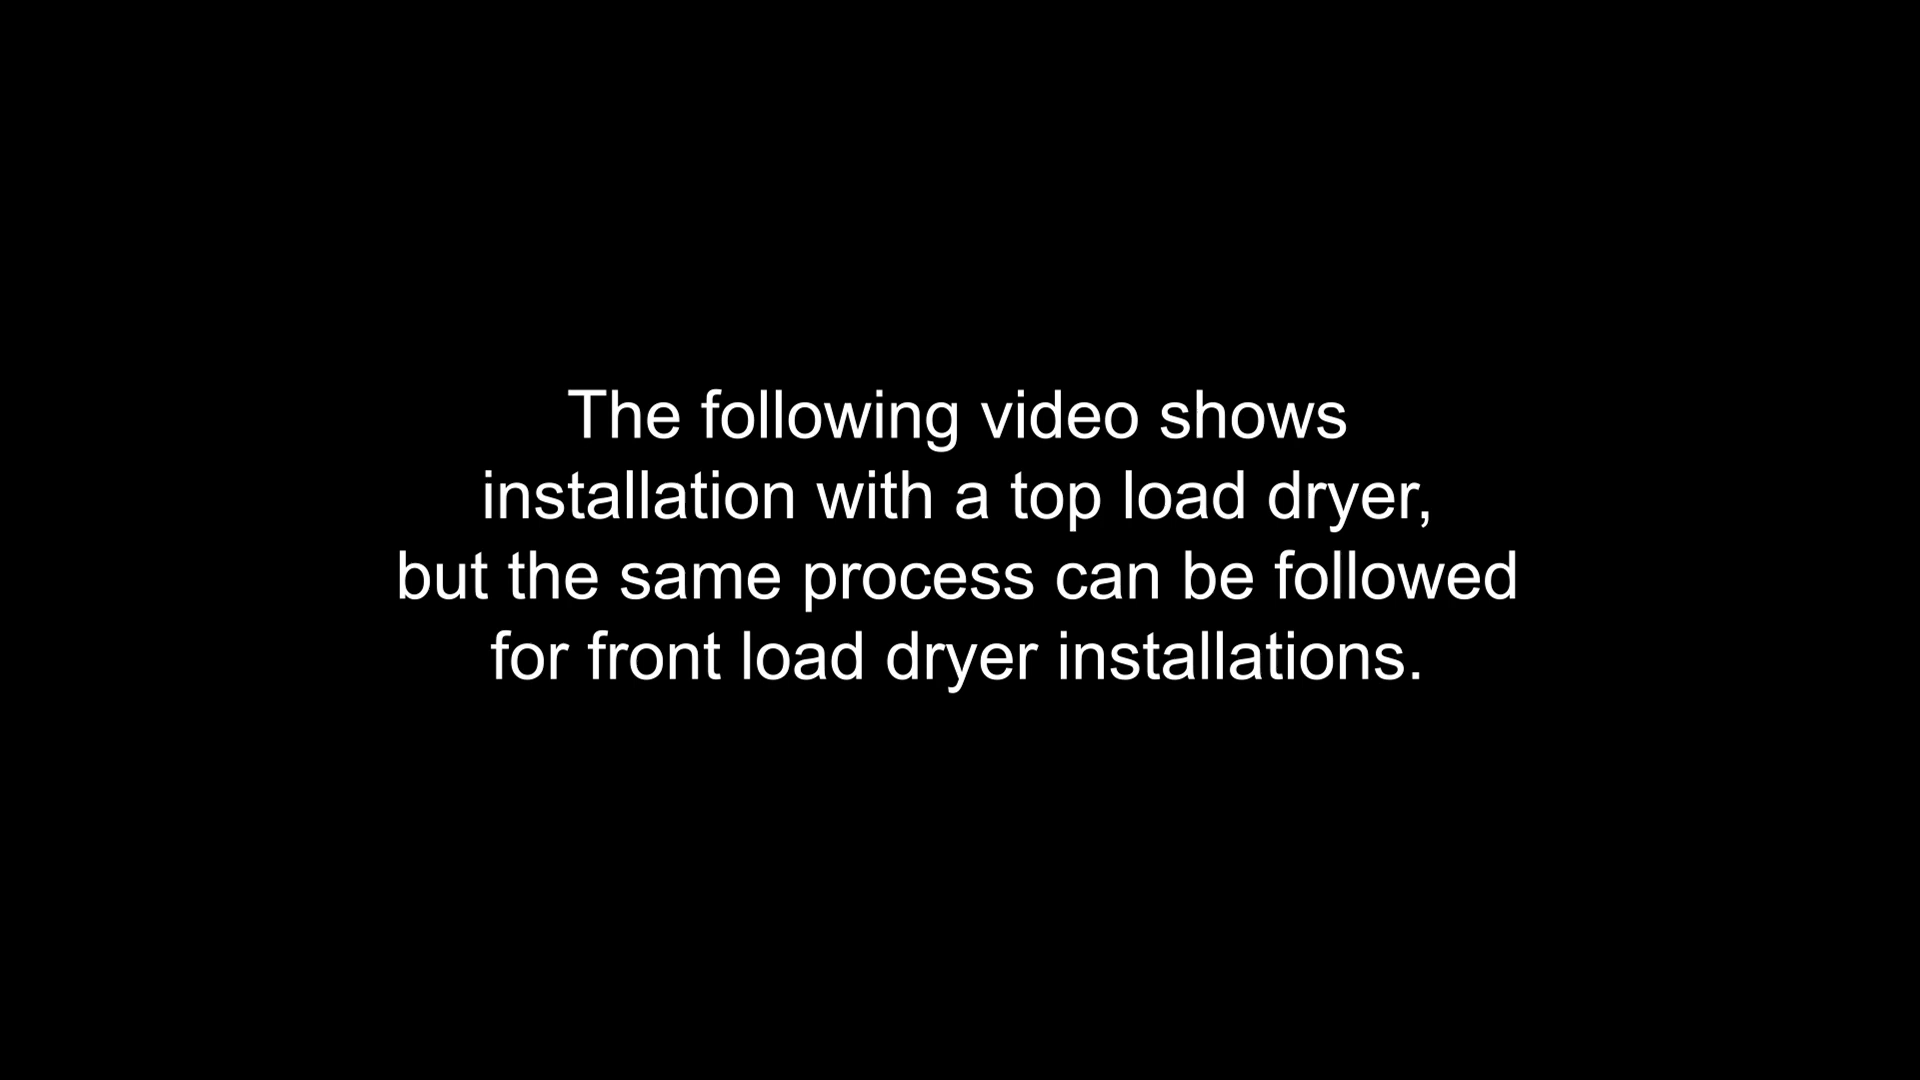 The following video shows
installation with a top load dryer,
but the same process can be followed
for front load dryer installations.